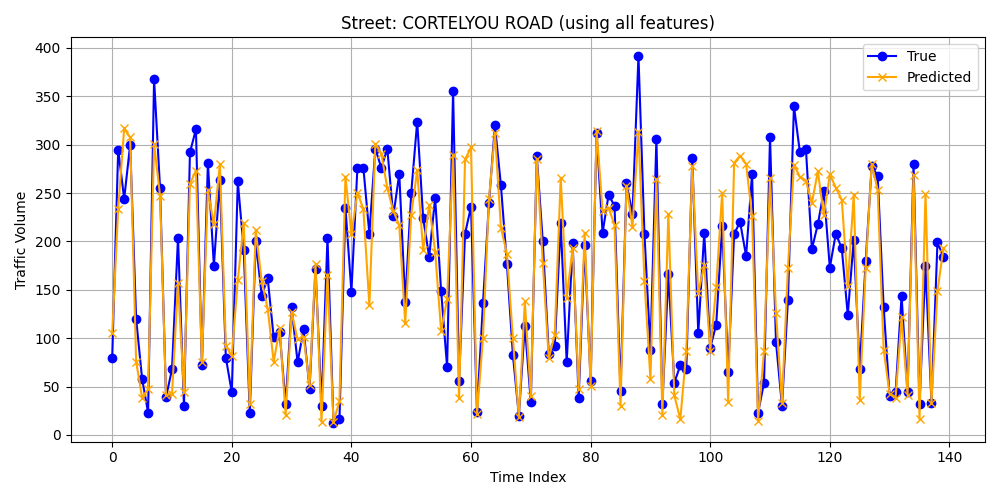 Street: CORTELYOU ROAD (using all features)
True
Predicted
Traffic Volume
400
350
300
250
200
150
100
50
0
0 20 40 60 80 100 120 140
Time Index